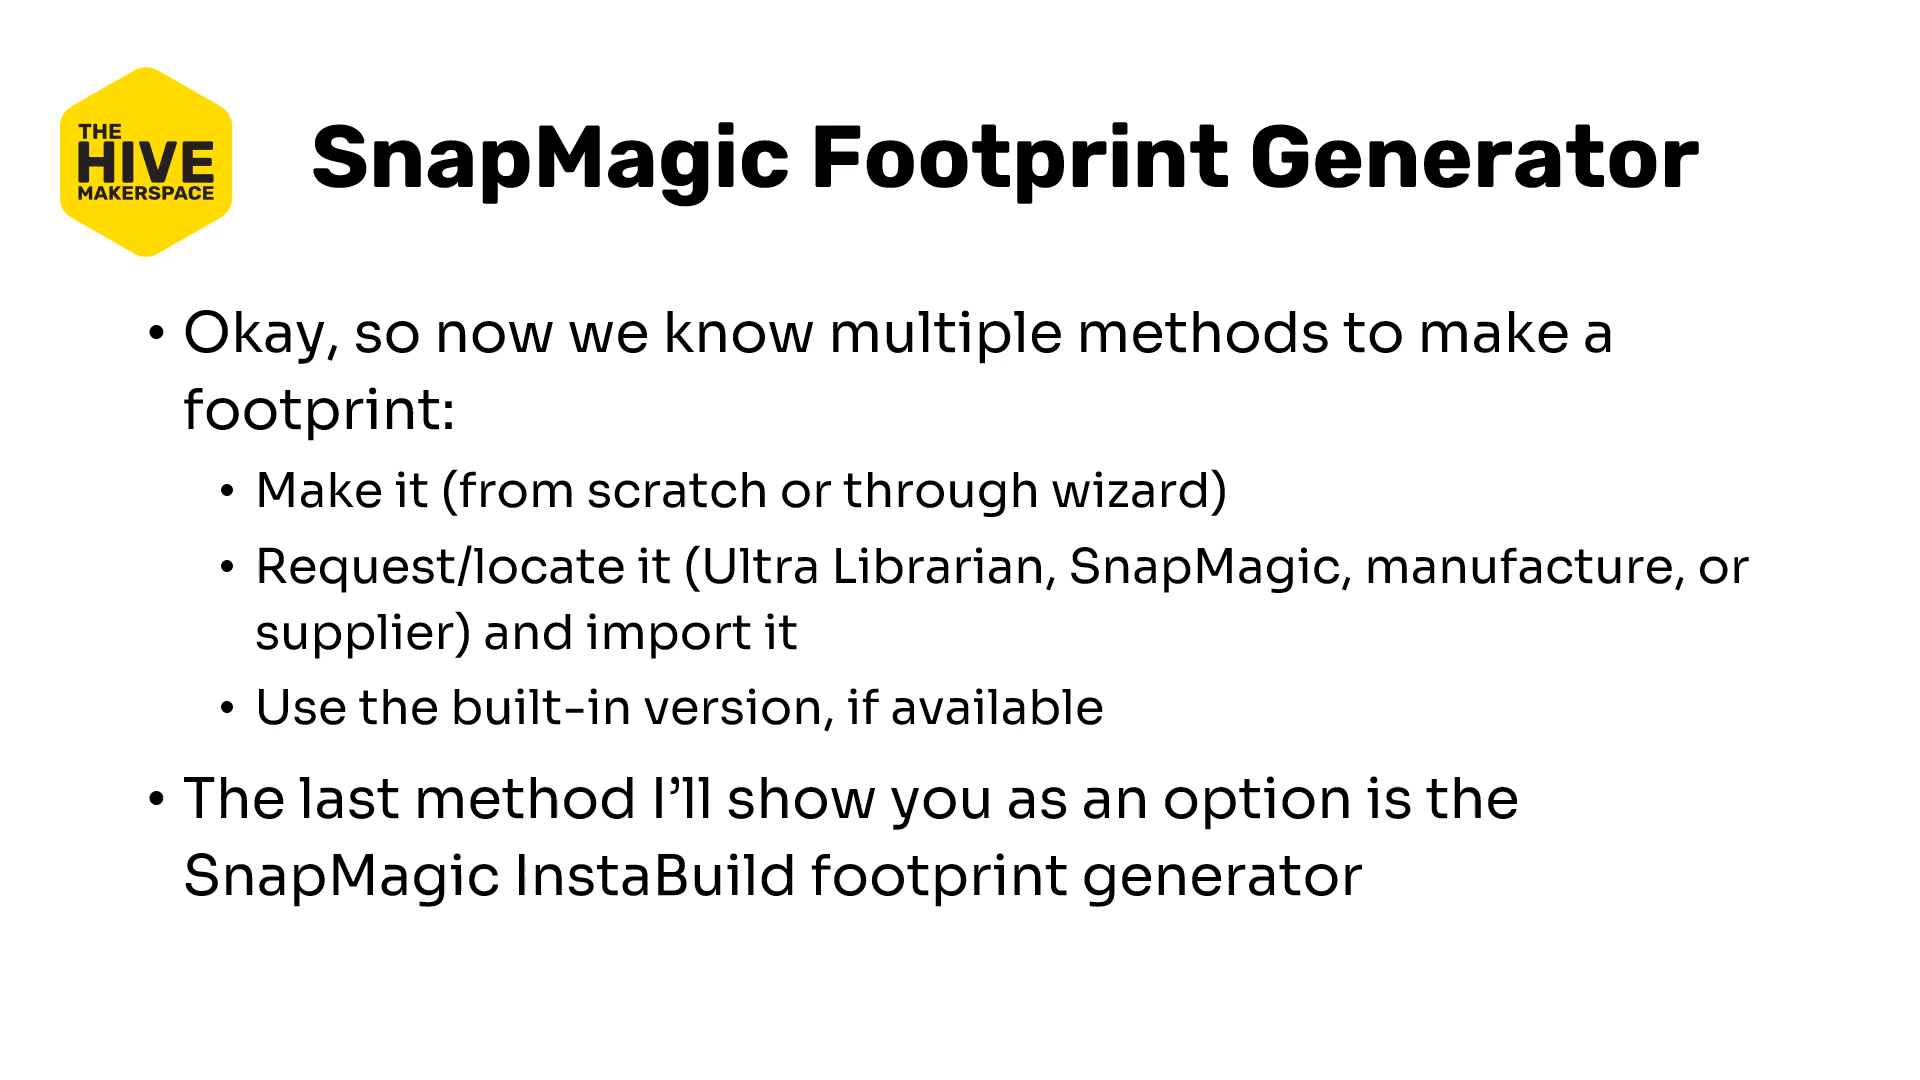 THE
HIVE
MAKERSPACE
SnapMagic Footprint Generator
• Okay, so now we know multiple methods to make a
footprint:
• Make it (from scratch or through wizard)
• Request/locate it (Ultra Librarian, SnapMagic, manufacture, or
supplier) and import it
• Use the built-in version, if available
• The last method I’ll show you as an option is the
SnapMagic InstaBuild footprint generator